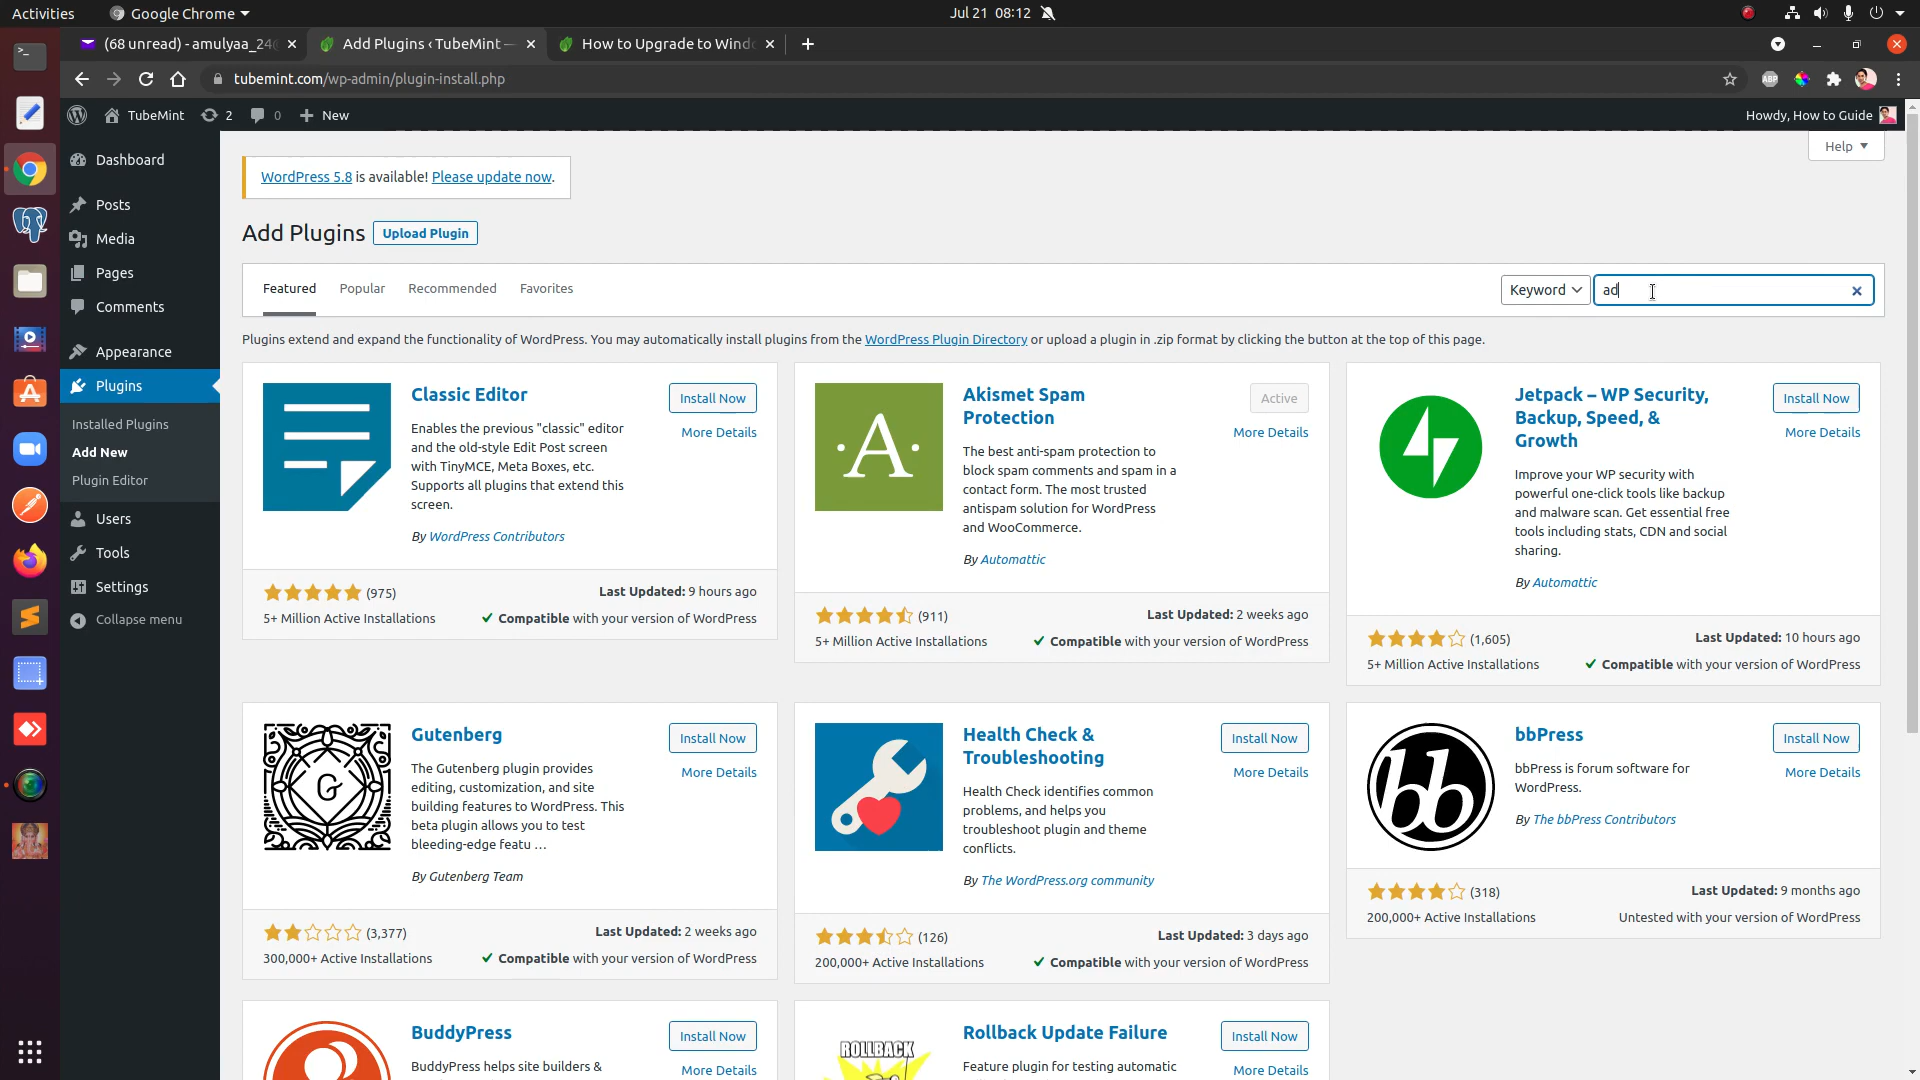 Activities
Google Chrome
Jul 21 08:12
(68 unread) - amulyaa_24@
Add Plugins ‹ TubeMint —
How to Upgrade to Windo
tubemint.com/wp-admin/plugin-install.php
ABP
TubeMint
2
0
New
Howdy, How to Guide
Dashboard
Posts
Media
Pages
Comments
Appearance
Plugins
Installed Plugins
Add New
Plugin Editor
Users
Tools
Settings
Collapse menu
Help
WordPress 5.8 is available! Please update now.
Add Plugins
Upload Plugin
Featured
Popular
Recommended
Favorites
Keyword
ad
Plugins extend and expand the functionality of WordPress. You may automatically install plugins from the WordPress Plugin Directory or upload a plugin in .zip format by clicking the button at the top of this page.
Classic Editor
Install Now
More Details
Enables the previous "classic" editor
and the old-style Edit Post screen
with TinyMCE, Meta Boxes, etc.
Supports all plugins that extend this
screen.
By WordPress Contributors
(975)
Last Updated: 9 hours ago
5+ Million Active Installations
Compatible with your version of WordPress
·A·
Akismet Spam
Protection
Active
More Details
The best anti-spam protection to
block spam comments and spam in a
contact form. The most trusted
antispam solution for WordPress
and WooCommerce.
By Automattic
(911)
Last Updated: 2 weeks ago
5+ Million Active Installations
Compatible with your version of WordPress
Jetpack – WP Security,
Backup, Speed, &
Growth
Install Now
More Details
Improve your WP security with
powerful one-click tools like backup
and malware scan. Get essential free
tools including stats, CDN and social
sharing.
By Automattic
(1,605)
Last Updated: 10 hours ago
5+ Million Active Installations
Compatible with your version of WordPress
G
Gutenberg
Install Now
More Details
The Gutenberg plugin provides
editing, customization, and site
building features to WordPress. This
beta plugin allows you to test
bleeding-edge featu …
By Gutenberg Team
(3,377)
Last Updated: 2 weeks ago
300,000+ Active Installations
Compatible with your version of WordPress
Health Check &
Troubleshooting
Install Now
More Details
Health Check identifies common
problems, and helps you
troubleshoot plugin and theme
conflicts.
By The WordPress.org community
(126)
Last Updated: 3 days ago
200,000+ Active Installations
Compatible with your version of WordPress
bb
bbPress
Install Now
More Details
bbPress is forum software for
WordPress.
By The bbPress Contributors
(318)
Last Updated: 9 months ago
200,000+ Active Installations
Untested with your version of WordPress
BuddyPress
Install Now
More Details
BuddyPress helps site builders &
ROLLBACK
Rollback Update Failure
Install Now
More Details
Feature plugin for testing automatic